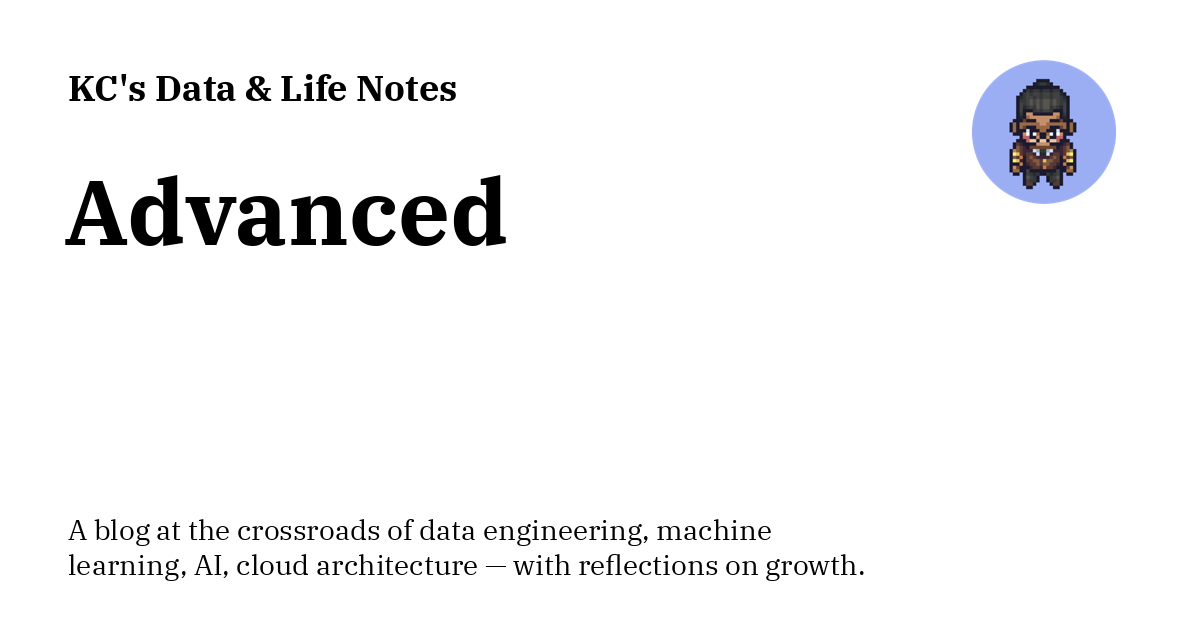 KC's Data & Life Notes
Advanced
A blog at the crossroads of data engineering, machine
learning, AI, cloud architecture — with reflections on growth.